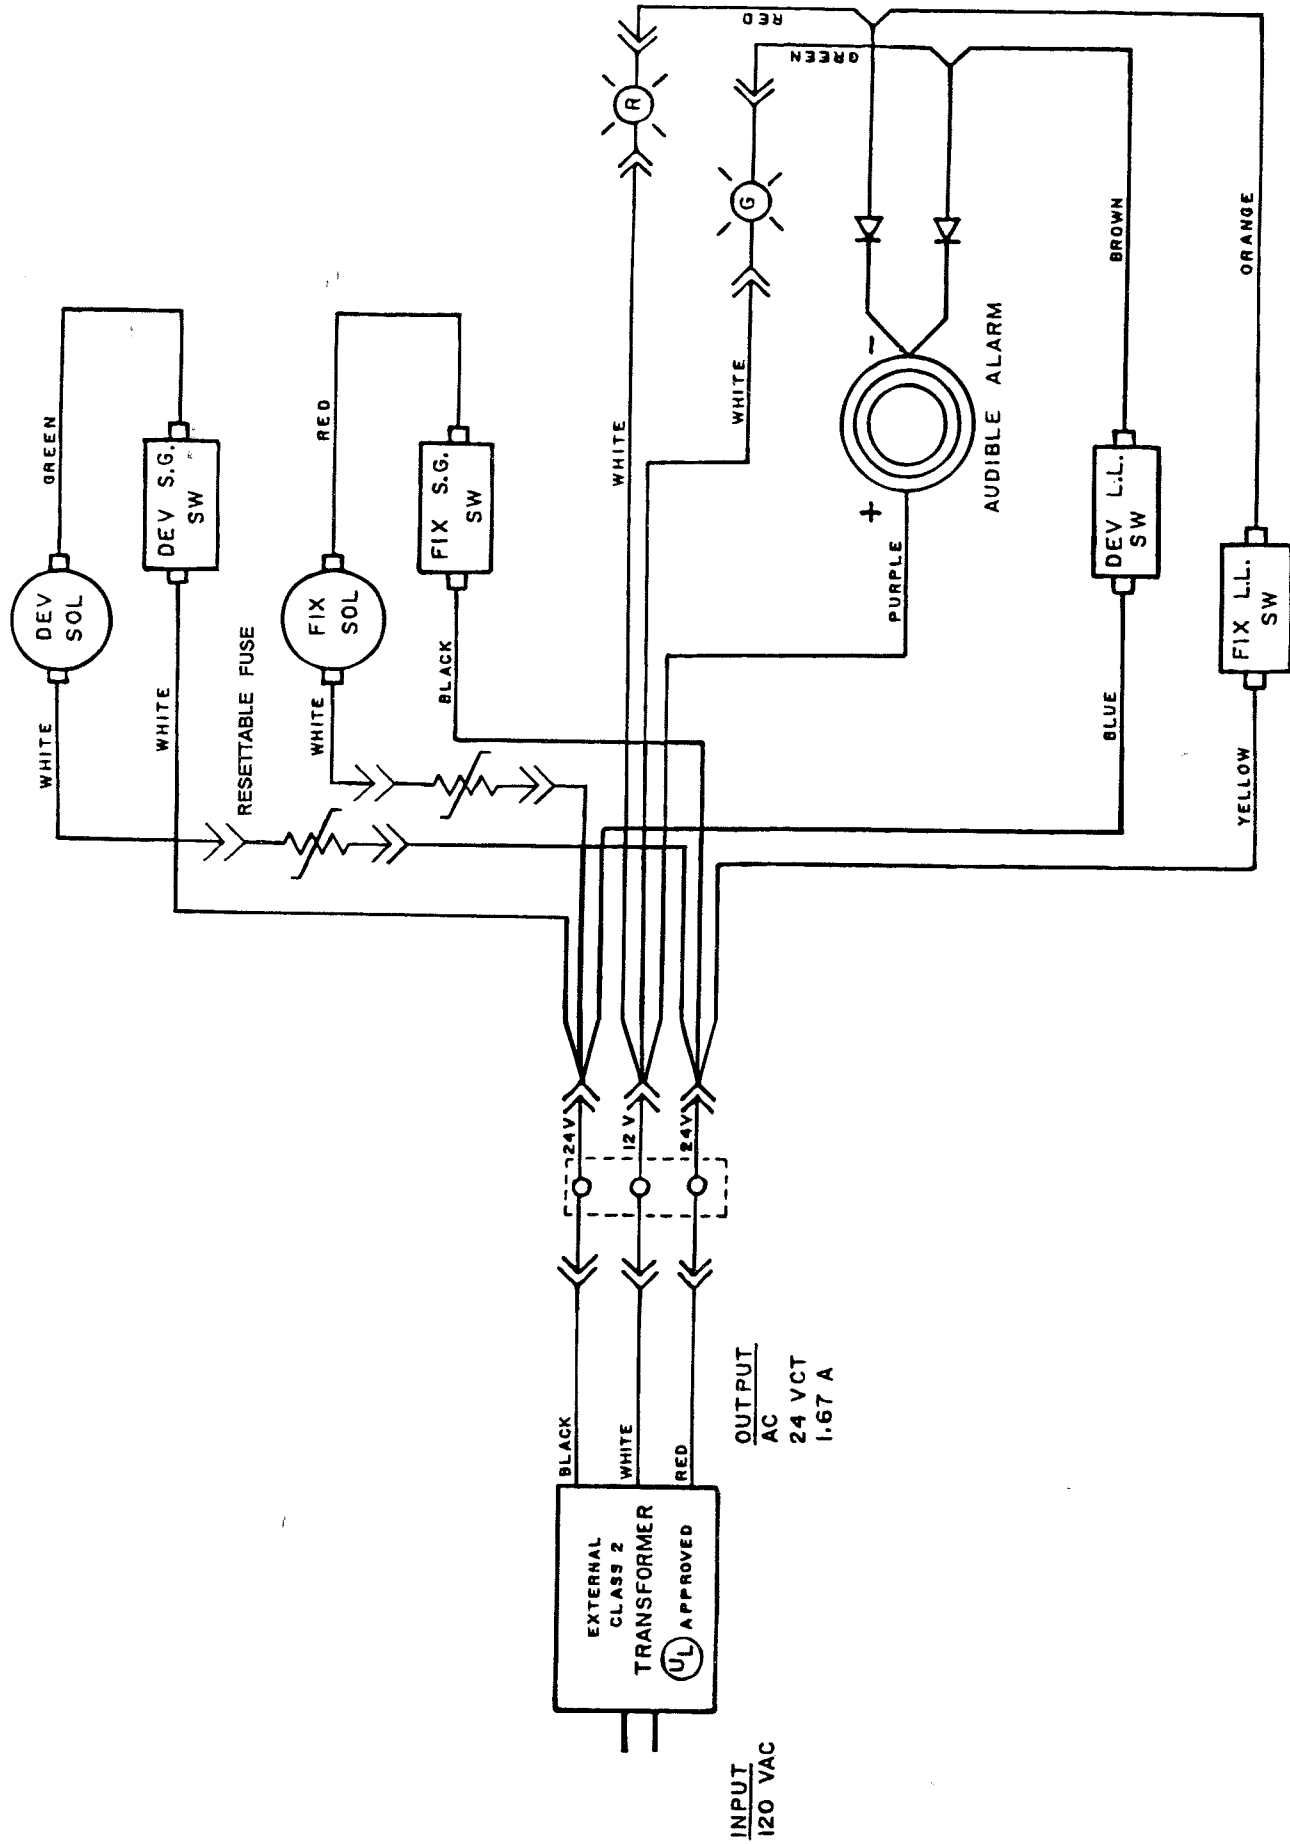 GREEN
DEV
SOL
WHITE
DEV S.G.
SW
WHITE
RESETTABLE FUSE
RED
FIX
SOL
WHITE
FIX S.G.
SW
BLACK
RED
R
WHITE
GREEN
G
WHITE
-
+
PURPLE
AUDIBLE ALARM
BROWN
DEV L.L.
SW
BLUE
ORANGE
FIX L.L.
SW
YELLOW
24V
12 V
24V
BLACK
WHITE
RED
EXTERNAL
CLASS 2
TRANSFORMER
UL APPROVED
OUTPUT
AC
24 VCT
1.67 A
INPUT
120 VAC